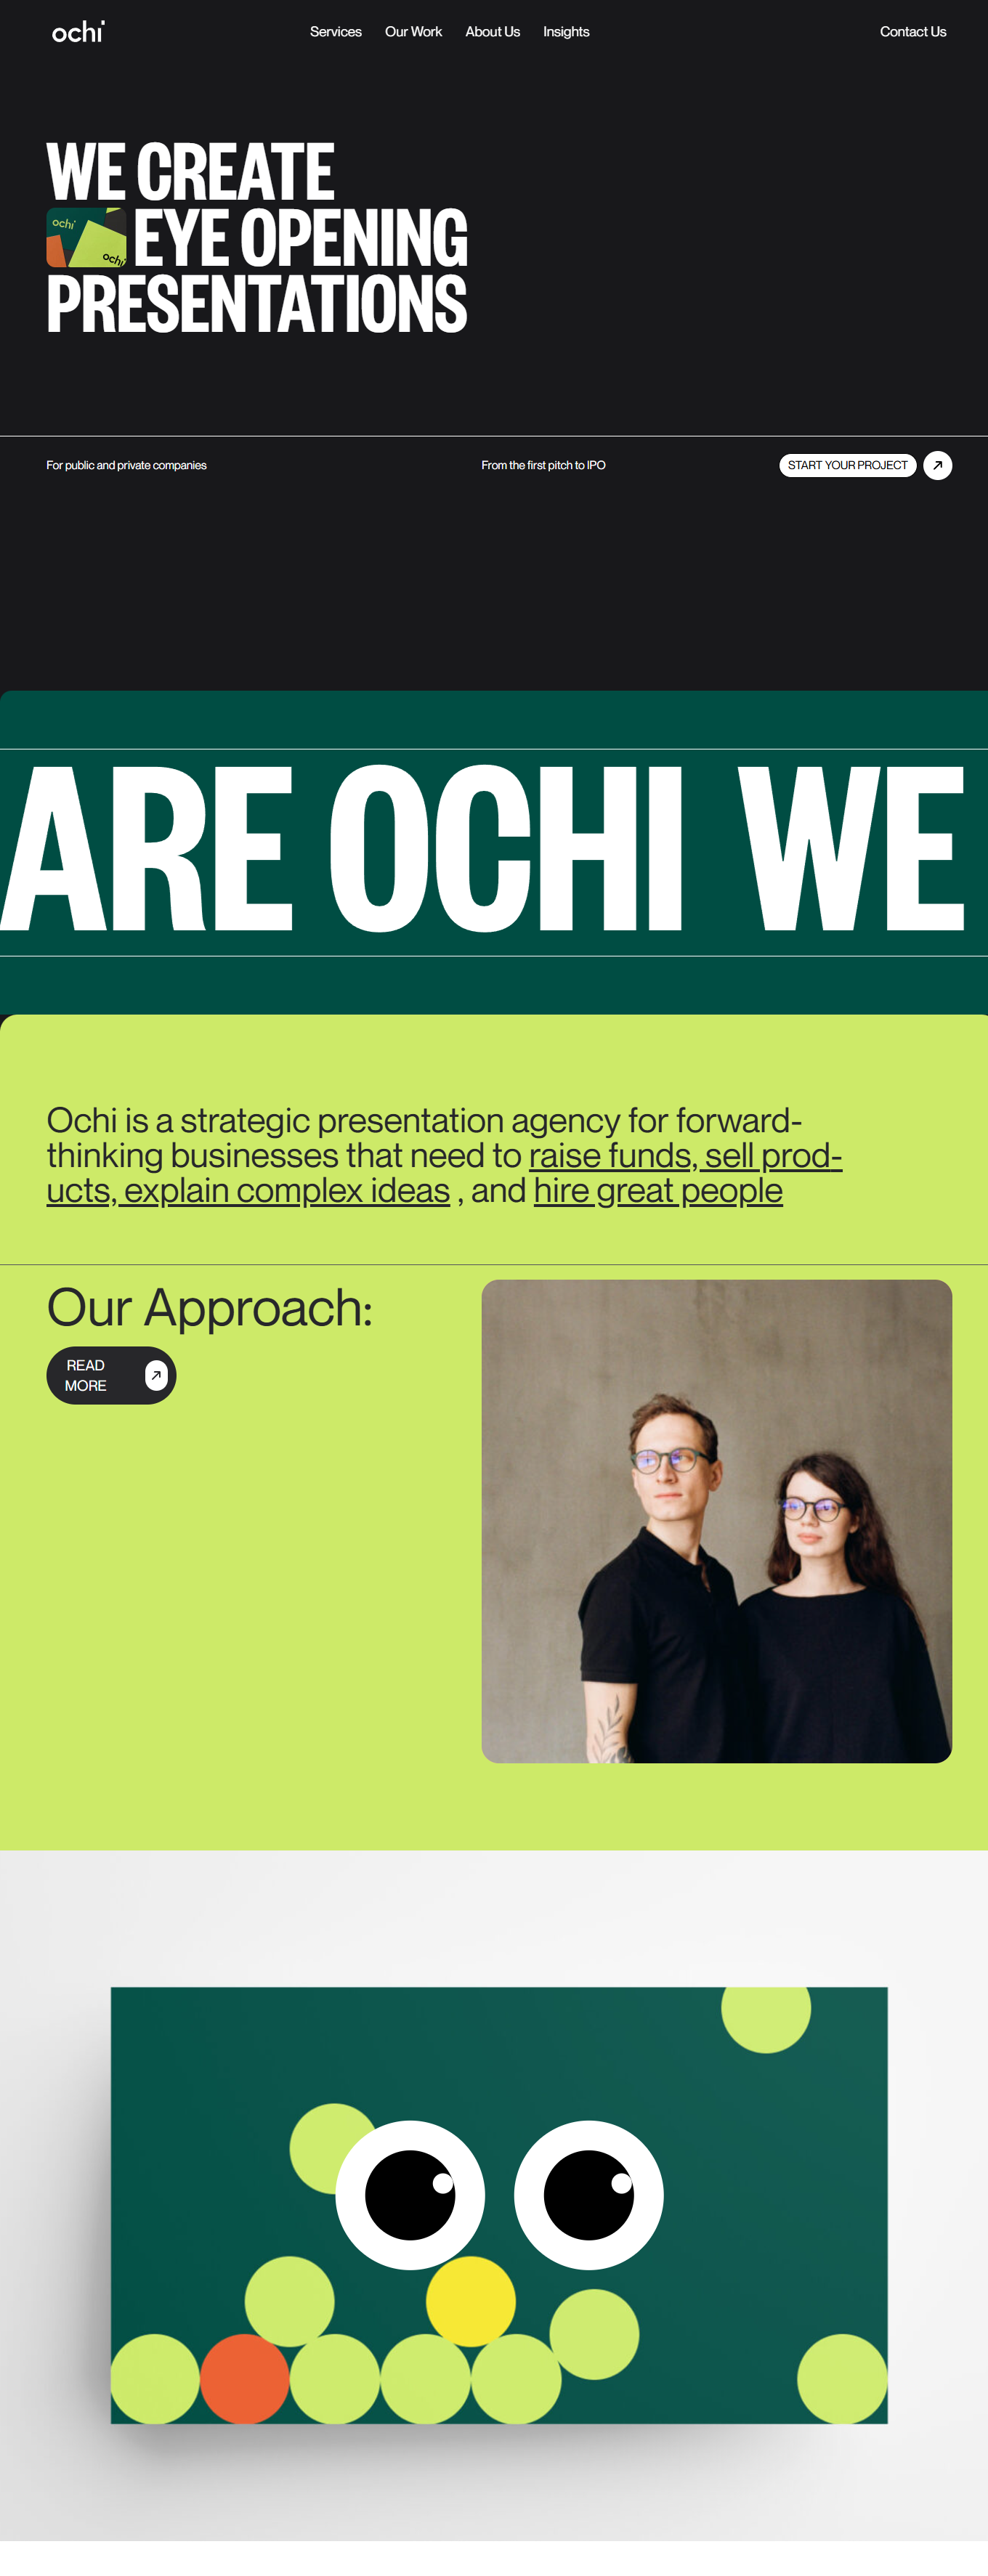 ochi
Services
Our Work
About Us
Insights
Contact Us
WE CREATE
ochi
ochi
EYE OPENING
PRESENTATIONS
For public and private companies
From the first pitch to IPO
START YOUR PROJECT
ARE OCHI WE
Ochi is a strategic presentation agency for forward-
thinking businesses that need to raise funds, sell prod-
ucts, explain complex ideas , and hire great people
Our Approach:
READ
MORE